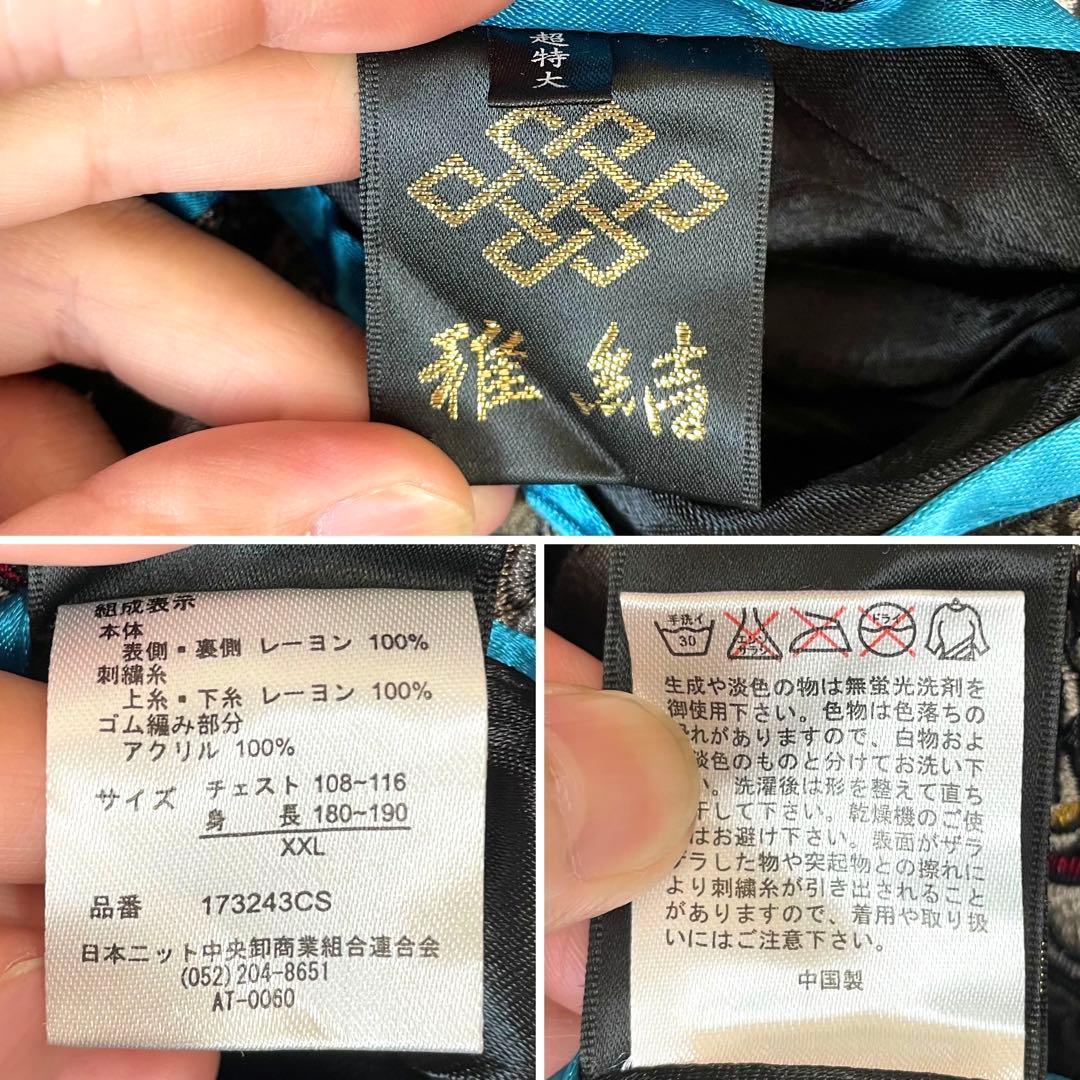 超特大
雅結
組成表示
本体
表側・裏側 レーヨン 100%
刺繍糸
上糸・下糸 レーヨン 100%
ゴム編み部分
アクリル 100%
サイズ チェスト 108~116
身 長 180~190
XXL
品番 173243CS
日本ニット中央卸商業組合連合会
(052)204-8651
AT-0060
手洗イ 30 エンソ サラシ ドライ
生成や淡色の物は無蛍光洗剤を
御使用下さい。色物は色落ちの
れがありますので、白物およ
淡色のものと分けてお洗い下
い。洗濯後は形を整えて直ち
干して下さい。乾燥機のご使
はお避け下さい。表面がザラ
ザラした物や突起物との擦れに
より刺繍糸が引き出されること
がありますので、着用や取り扱
いにはご注意下さい。
中国製